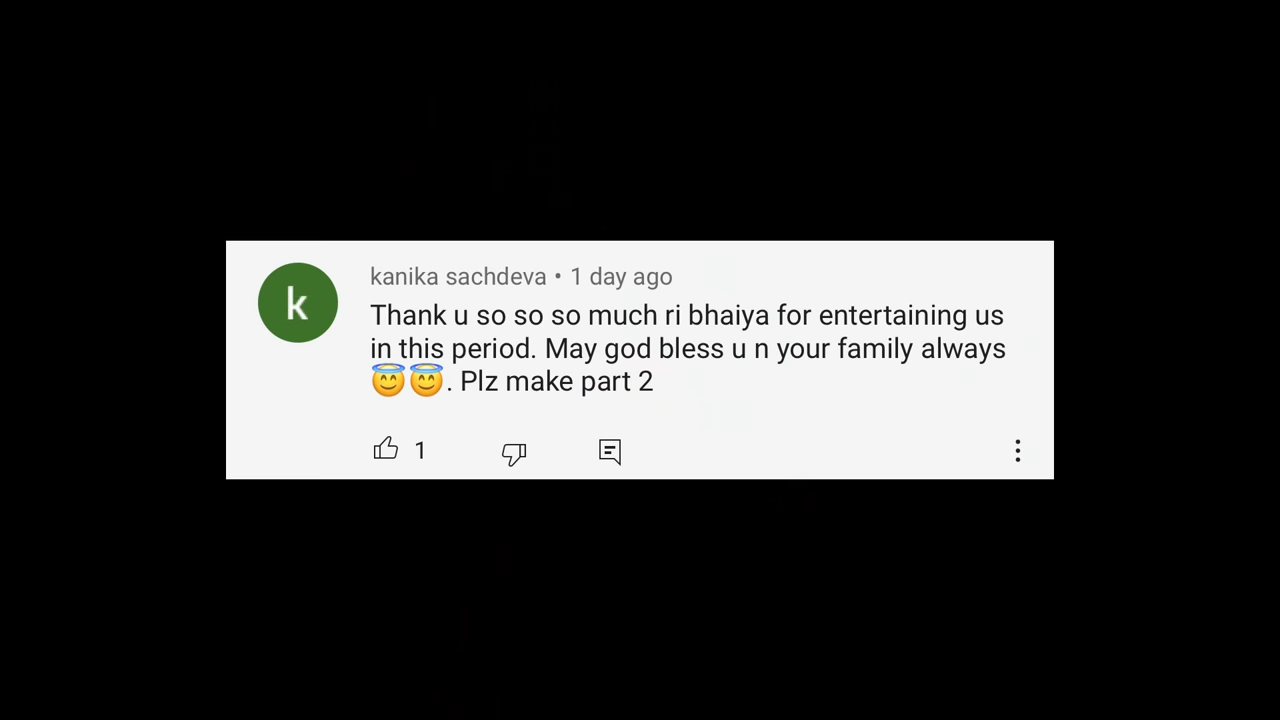 k
kanika sachdeva • 1 day ago
Thank u so so so much ri bhaiya for entertaining us
in this period. May god bless u n your family always
😇😇. Plz make part 2
1